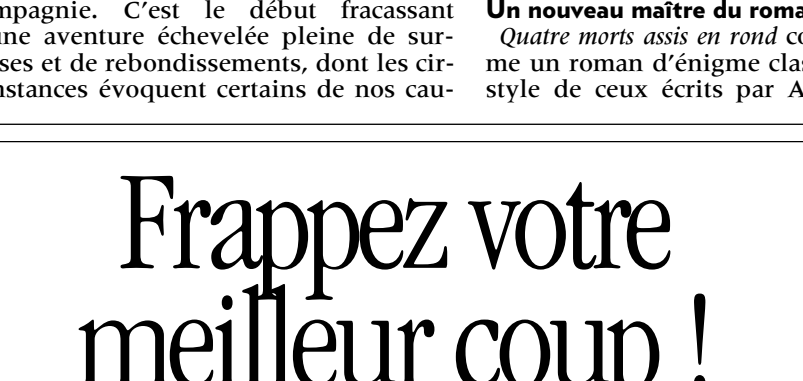 mpagnie. C'est le début fracassant
une aventure échevelée pleine de sur-
ses et de rebondissements, dont les cir-
nstances évoquent certains de nos cau-
Un nouveau maître du roma
Quatre morts assis en rond co
me un roman d'énigme clas
style de ceux écrits par A
Frappez votre
meilleur coup !